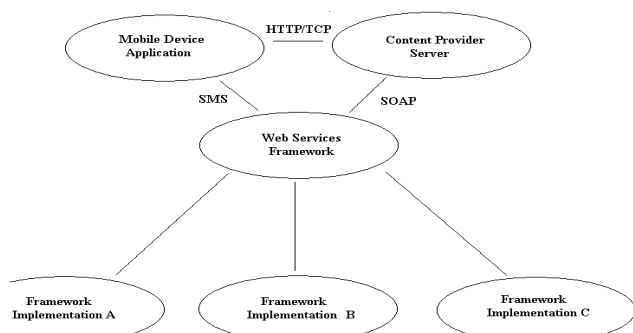 HTTP/TCP
Mobile Device
Application
Content Provider
Server
SMS
SOAP
Web Services
Framework
Framework
Implementation A
Framework
Implementation B
Framework
Implementation C